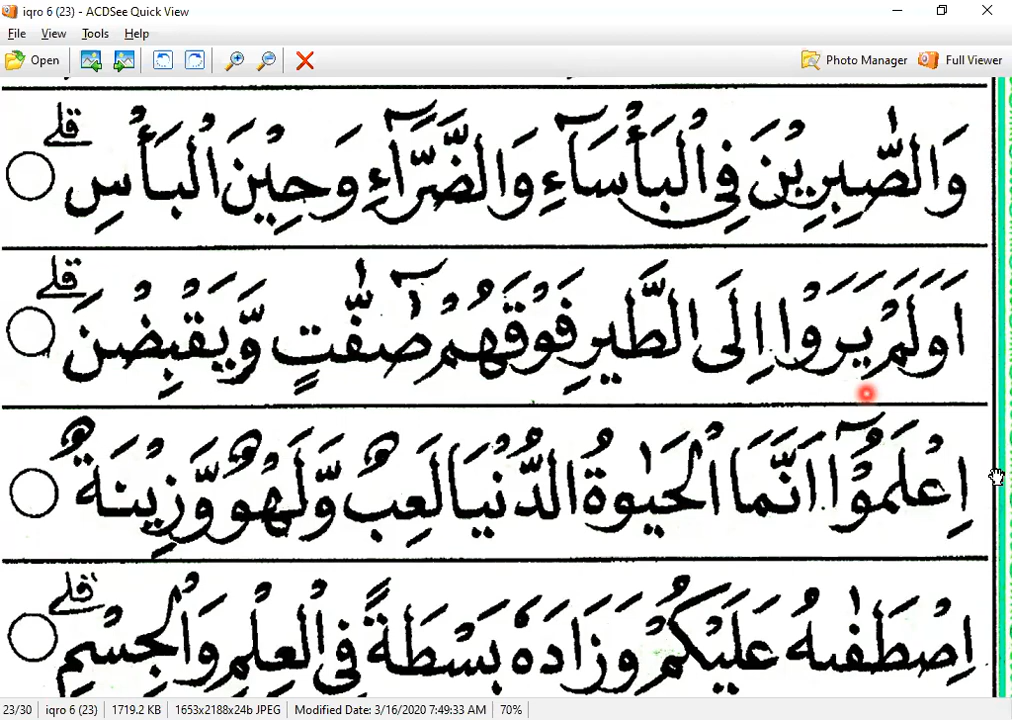 iqro 6 (23) - ACDSee Quick View
File View Tools Help
Open Photo Manager Full Viewer
وَالصّٰبِرِيْنَ فِى الْبَأْسَآءِ وَالضَّرَّآءِ وَحِيْنَ الْبَأْسِ ۗ
اَوَلَمْ يَرَوْا اِلَى الطَّيْرِ فَوْقَهُمْ صٰۤفّٰتٍ وَّيَقْبِضْنَ ۗ
اِعْلَمُوْٓا اَنَّمَا الْحَيٰوةُ الدُّنْيَا لَعِبٌ وَّلَهْوٌ وَّزِيْنَةٌ
اِصْطَفٰىهُ عَلَيْكُمْ وَزَادَهٗ بَسْطَةً فِى الْعِلْمِ وَالْجِسْمِ ۗ
23/30 iqro 6 (23) 1719.2 KB 1653x2188x24b JPEG Modified Date: 3/16/2020 7:49:33 AM 70%